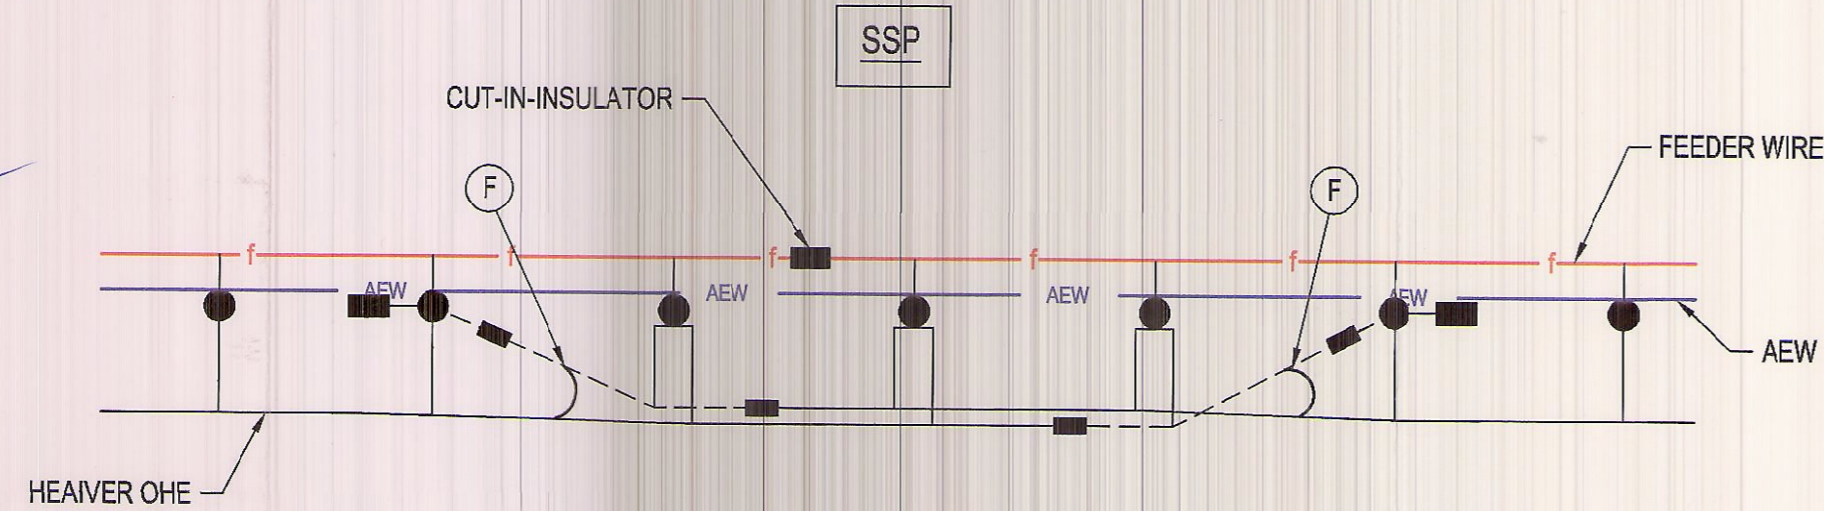 SSP
CUT-IN-INSULATOR
FEEDER WIRE
F
F
f f f f f f
AEW AEW AEW AEW
AEW
HEAIVER OHE